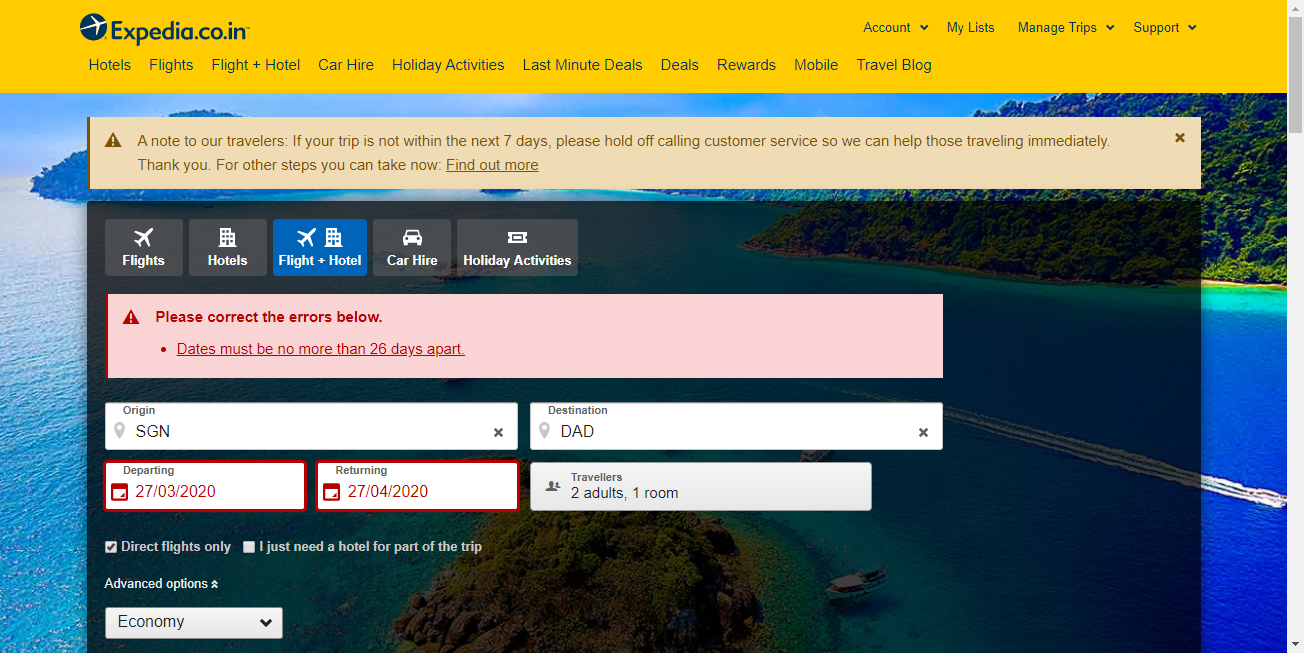 Expedia.co.in
Account
My Lists
Manage Trips
Support
Hotels
Flights
Flight + Hotel
Car Hire
Holiday Activities
Last Minute Deals
Deals
Rewards
Mobile
Travel Blog
A note to our travelers: If your trip is not within the next 7 days, please hold off calling customer service so we can help those traveling immediately.
Thank you. For other steps you can take now: Find out more
Flights
Hotels
Flight + Hotel
Car Hire
Holiday Activities
Please correct the errors below.
Dates must be no more than 26 days apart.
Origin
SGN
Destination
DAD
Departing
27/03/2020
Returning
27/04/2020
Travellers
2 adults, 1 room
Direct flights only
I just need a hotel for part of the trip
Advanced options
Economy